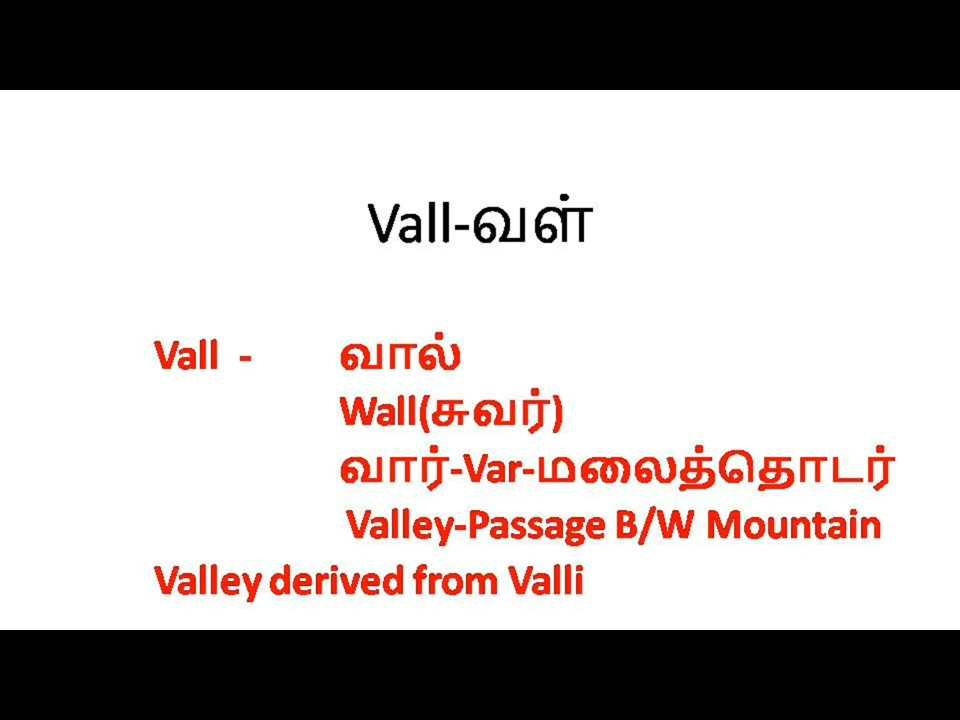 Vall-வள்
Vall - வால்
Wall(சுவர்)
வார்-Var-மலைத்தொடர்
Valley-Passage B/W Mountain
Valley derived from Valli